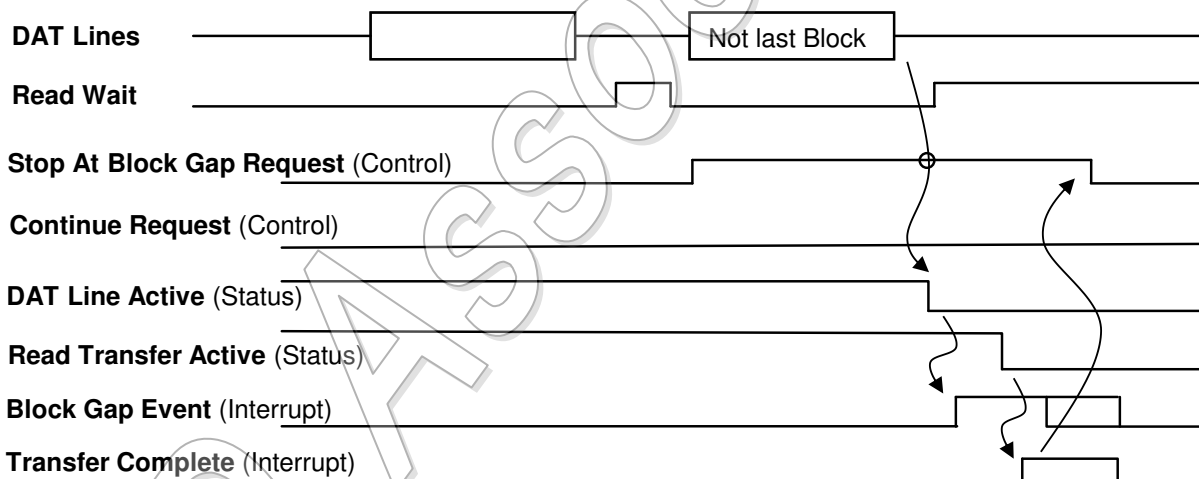 DAT Lines
Not last Block
Read Wait
Stop At Block Gap Request (Control)
Continue Request (Control)
DAT Line Active (Status)
Read Transfer Active (Status)
Block Gap Event (Interrupt)
Transfer Complete (Interrupt)